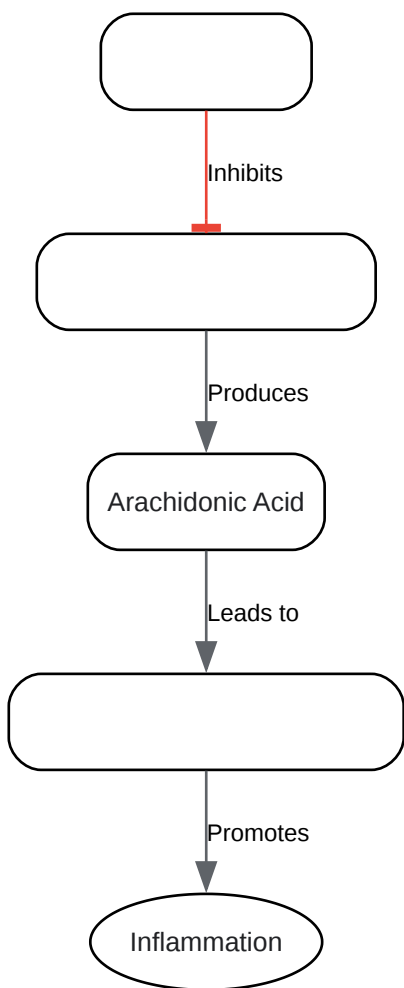 Inhibits
Produces
Arachidonic Acid
Leads to
Promotes
Inflammation